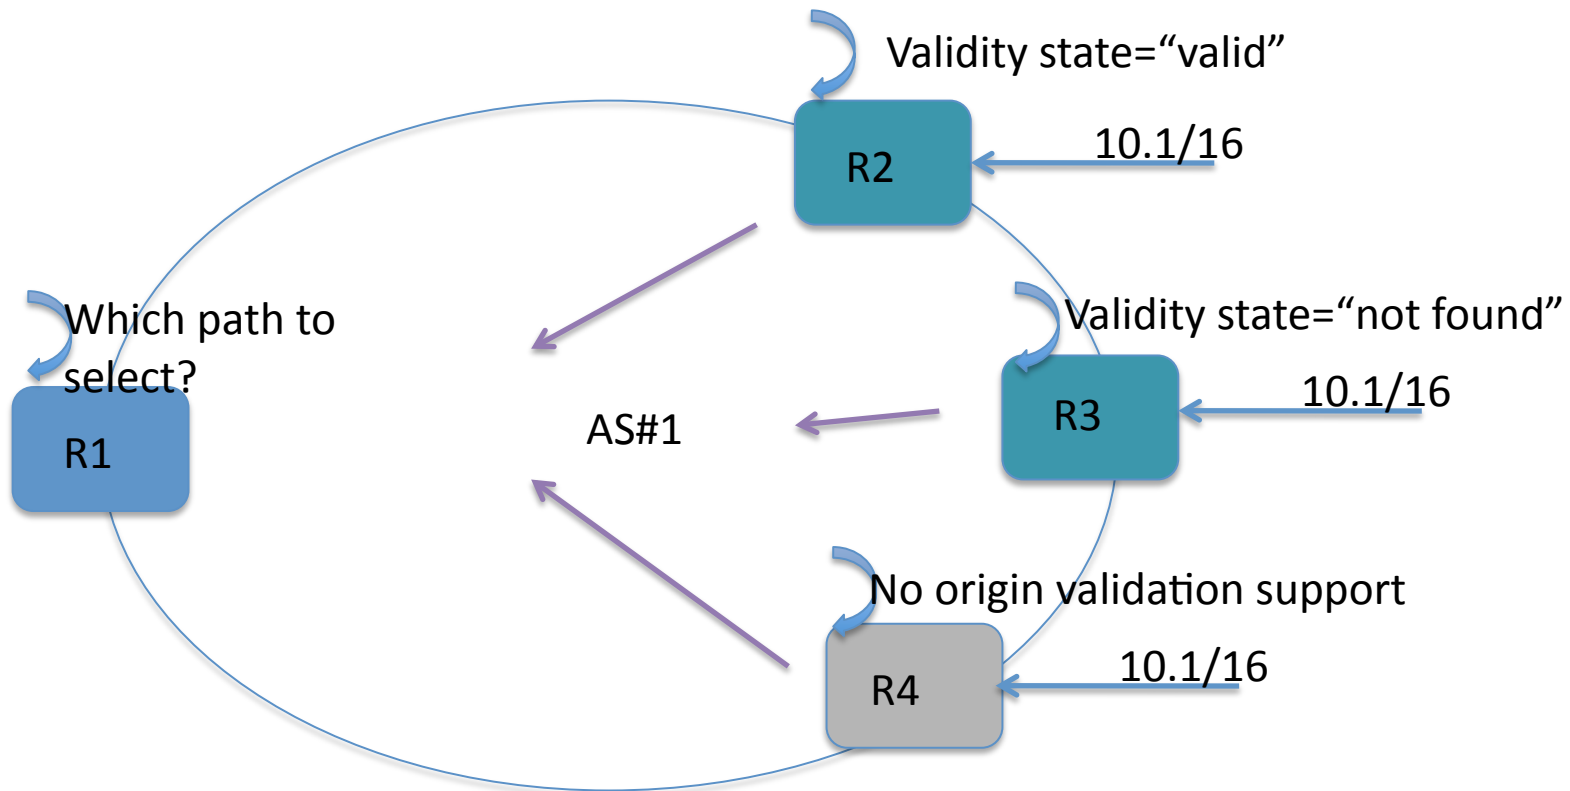 Validity state=“valid”
10.1/16
R2
Which path to
select?
Validity state=“not found”
10.1/16
R3
AS#1
R1
No origin validation support
10.1/16
R4